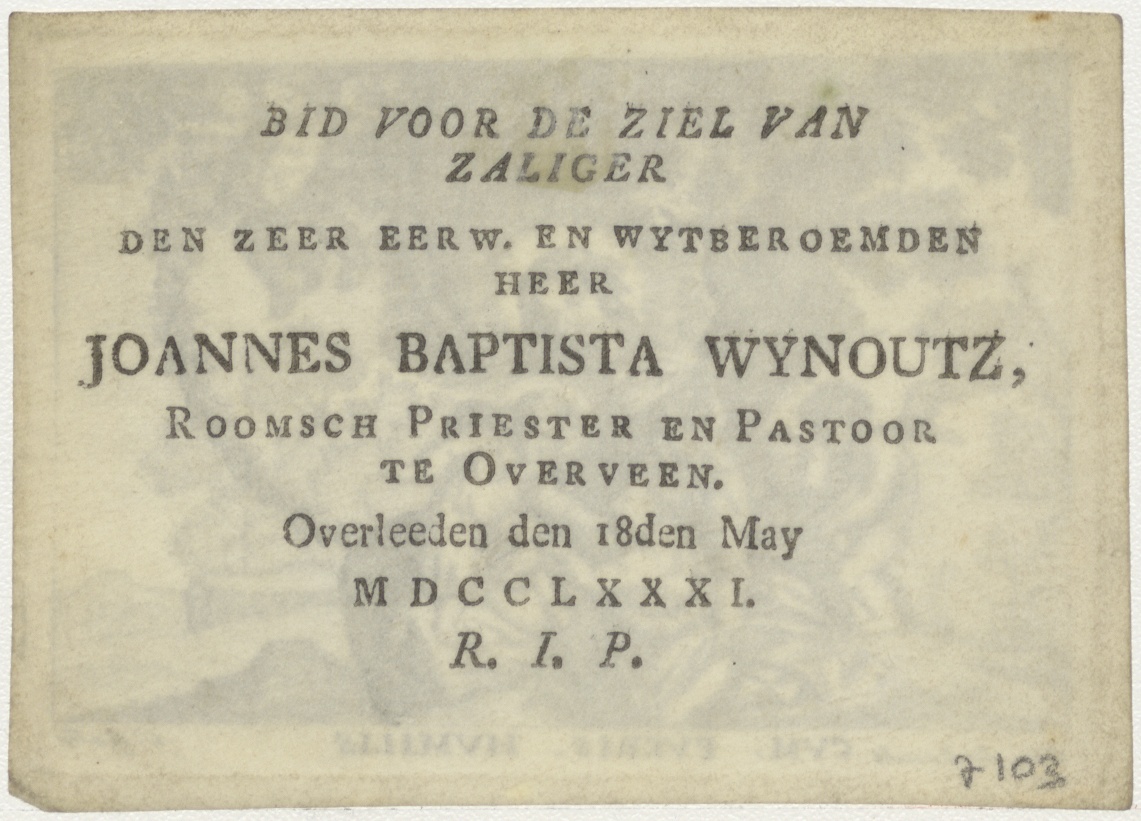 BID VOOR DE ZIEL VAN
ZALIGER
DEN ZEER EERW. EN WYTBEROEMDEN
HEER
JOANNES BAPTISTA WYNOUTZ,
ROOMSCH PRIESTER EN PASTOOR
TE OVERVEEN.
Overleeden den 18den May
MDCCLXXXI.
R. I. P.
7103